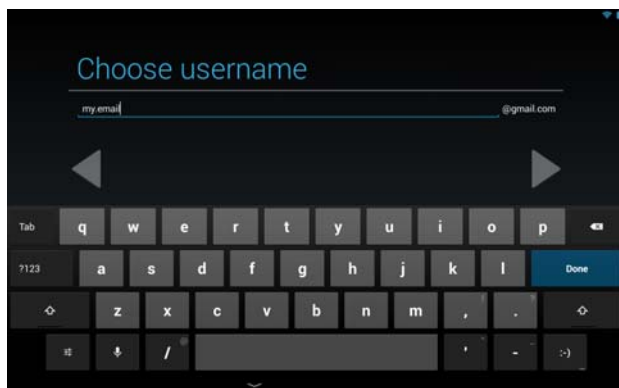 Choose username
my.email @gmail.com
Tab q w e r t y u i o p
?123 a s d f g h j k l Done
z x c v b n m , ! . ?
/ @ ' - _ :-)